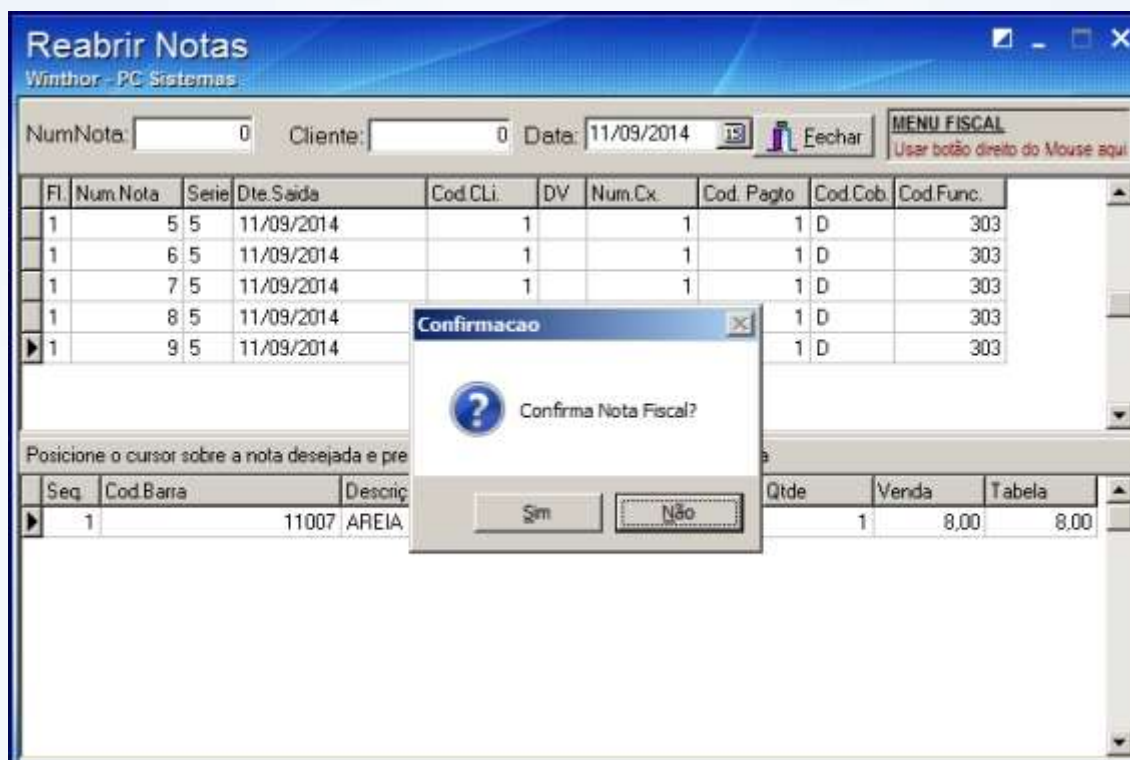 Reabrir Notas
Winthor - PC Sistemas
NumNota: 0 Cliente: 0 Data: 11/09/2014 15 Fechar MENU FISCAL
Usar botão direito do Mouse aqui
Fl. Num.Nota Serie Dte.Saida Cod.CLi. DV Num.Cx. Cod. Pagto Cod.Cob. Cod.Func.
1 5 5 11/09/2014 1 1 1 D 303
1 6 5 11/09/2014 1 1 1 D 303
1 7 5 11/09/2014 1 1 1 D 303
1 8 5 11/09/2014 1 D 303
1 9 5 11/09/2014 1 D 303
Confirmacao
Confirma Nota Fiscal?
Sim Não
Posicione o cursor sobre a nota desejada e pre
Seq. Cod.Barra Descriç Qtde Venda Tabela
1 11007 AREIA 1 8,00 8,00